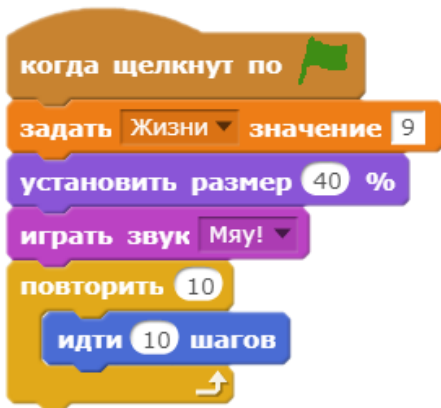 когда щелкнут по
задать Жизни значение 9
установить размер 40 %
играть звук Мяу!
повторить 10
идти 10 шагов